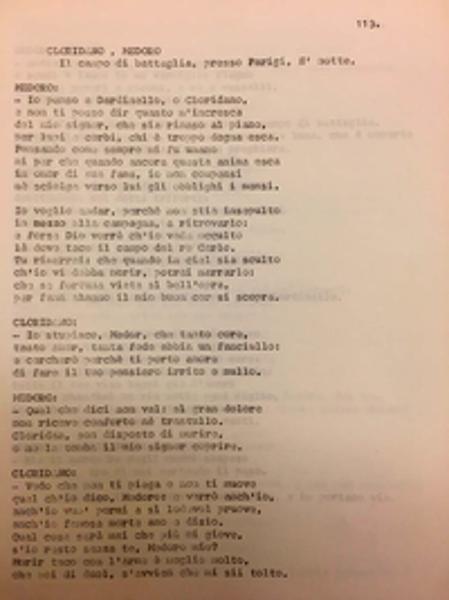 113.
CLORIDANO , MEDORO
Il campo di battaglia, presso Parigi. E' notte.
MEDORO:
- Io penso a Dardinello, o Cloridano,
e non ti posso dir quanto m'incresca
del mio signor, che sia rimaso al piano,
per lupi e corbi, ohi è troppo degna esca.
Pensando come sempre mi fu umano
mi par che quando ancora questa anima esca
in onor di sua fama, io non compensi
nè sciolga verso lui gli obblighi immensi.
Io voglio andar, perchè non stia insepulto
in mezzo alla campagna, a ritrovarlo:
e forse Dio vorrà ch'io vada occulto
là dove tace il campo del re Carlo.
Tu rimarrai che quando in ciel sia sculto
ch'io vi debba morir, potrai narrarlo:
che se fortuna vieta sì bell'opra,
per fama almeno il mio buon cor si scopra.
CLORIDANO:
- Io stupisco, Medor, che tanto core,
tanto amor, tanta fede abbia un fanciullo:
e cercherò perchè ti porto amore
di fare il tuo pensiero irrito e nullo.
MEDORO:
- Quel che dici non val: sì gran dolore
non riceve conforto nè trastullo.
Cloridan, son disposto di morire,
o ne la tomba il mio signor coprire.
CLORIDANO:
- Vedo che non ti piega e non ti muove
quel ch'io dico, Medoro: e verrò anch'io,
anch'io vuo' pormi a sì lodevol pruove,
anch'io famosa morte amo e disio.
Qual cosa sarà mai che più mi giove,
s'io resto senza te, Medoro mio?
Morir teco con l'arme è meglio molto,
che poi di duol, s'avvien che mi sii tolto.